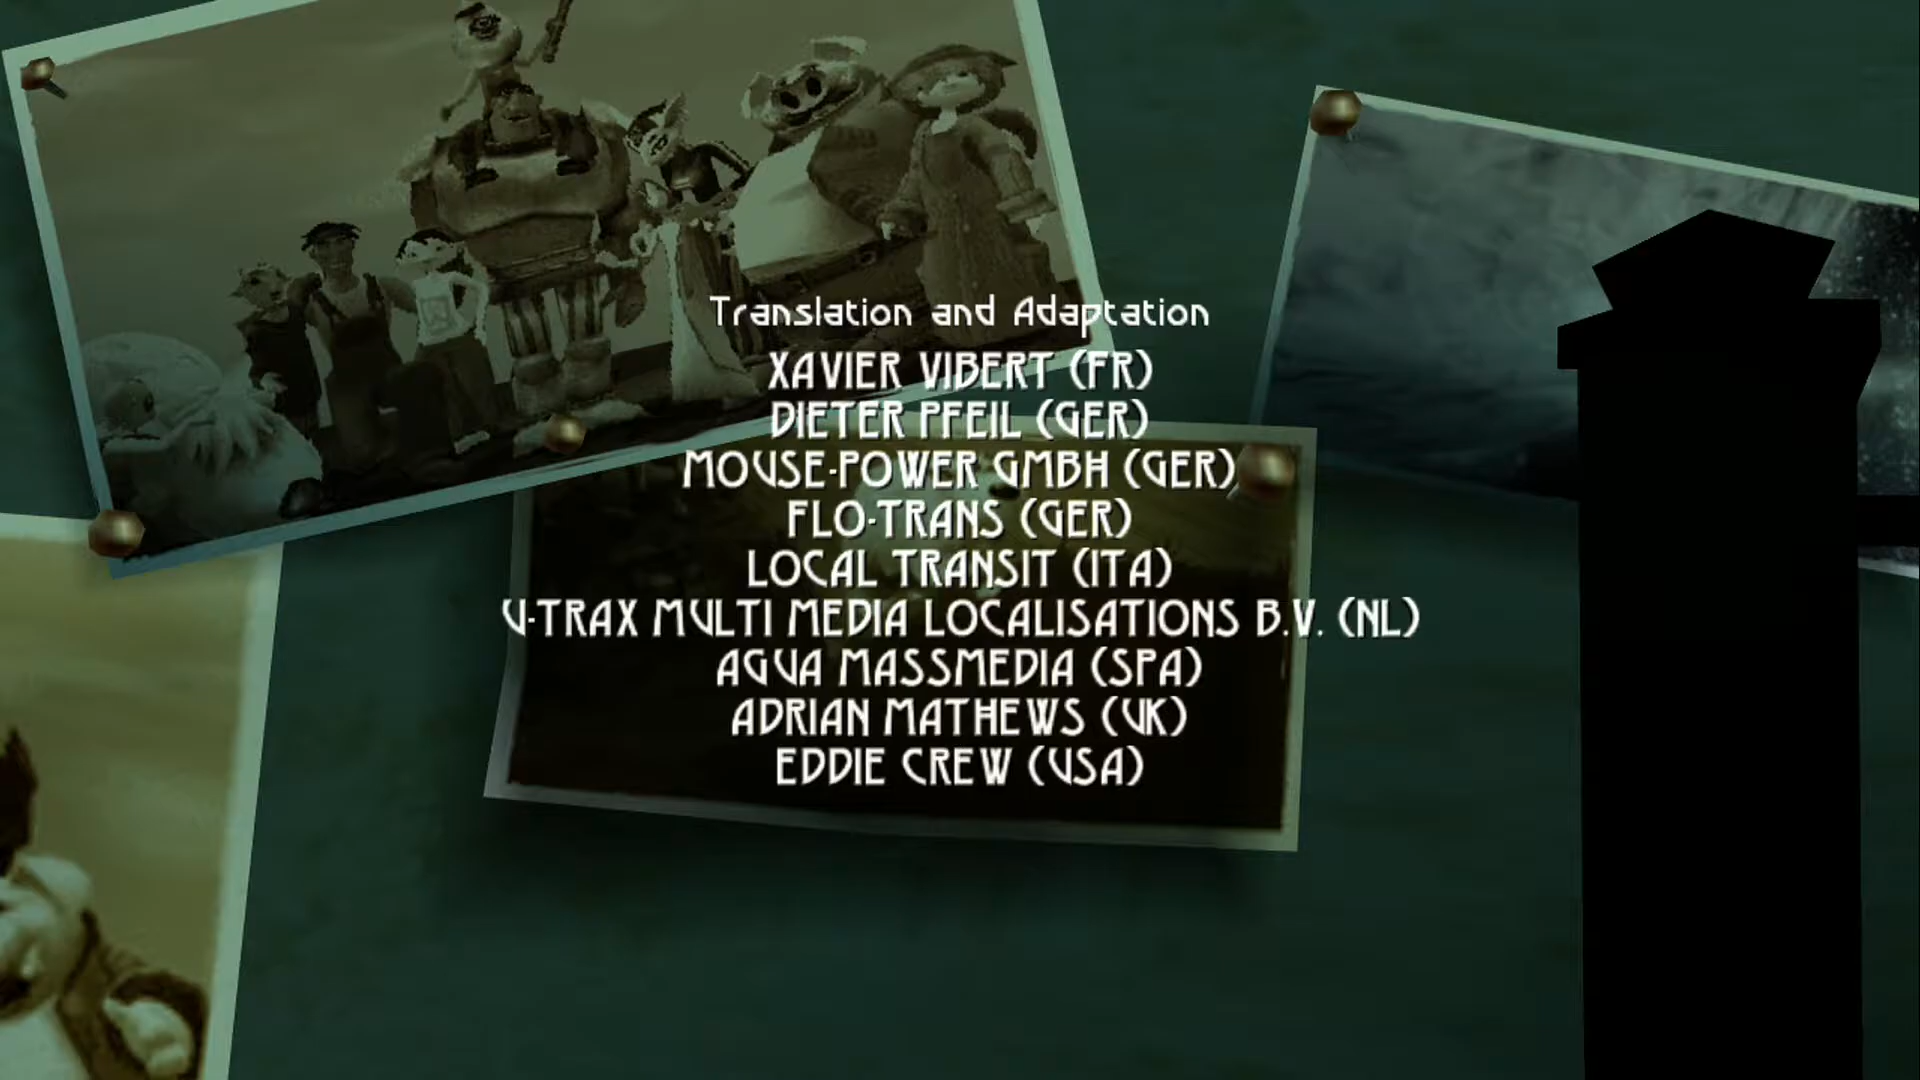 Translation and Adaptation
XAVIER VIBERT (FR)
DIETER PFEIL (GER)
MOUSE-POWER GMBH (GER)
FLO-TRANS (GER)
LOCAL TRANSIT (ITA)
U-TRAX MULTI MEDIA LOCALISATIONS B.V. (NL)
AGUA MASSMEDIA (SPA)
ADRIAN MATHEWS (UK)
EDDIE CREW (USA)